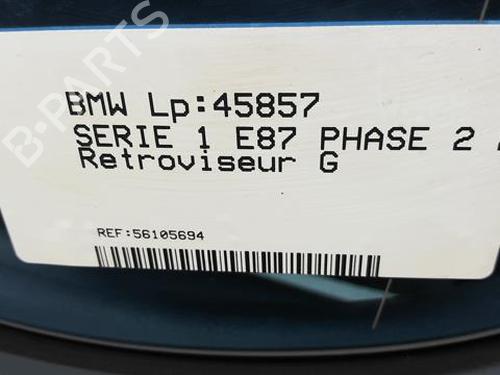 BMW Lp:45857
SERIE 1 E87 PHASE 2
Retroviseur G
REF:56105694
B-PARTS